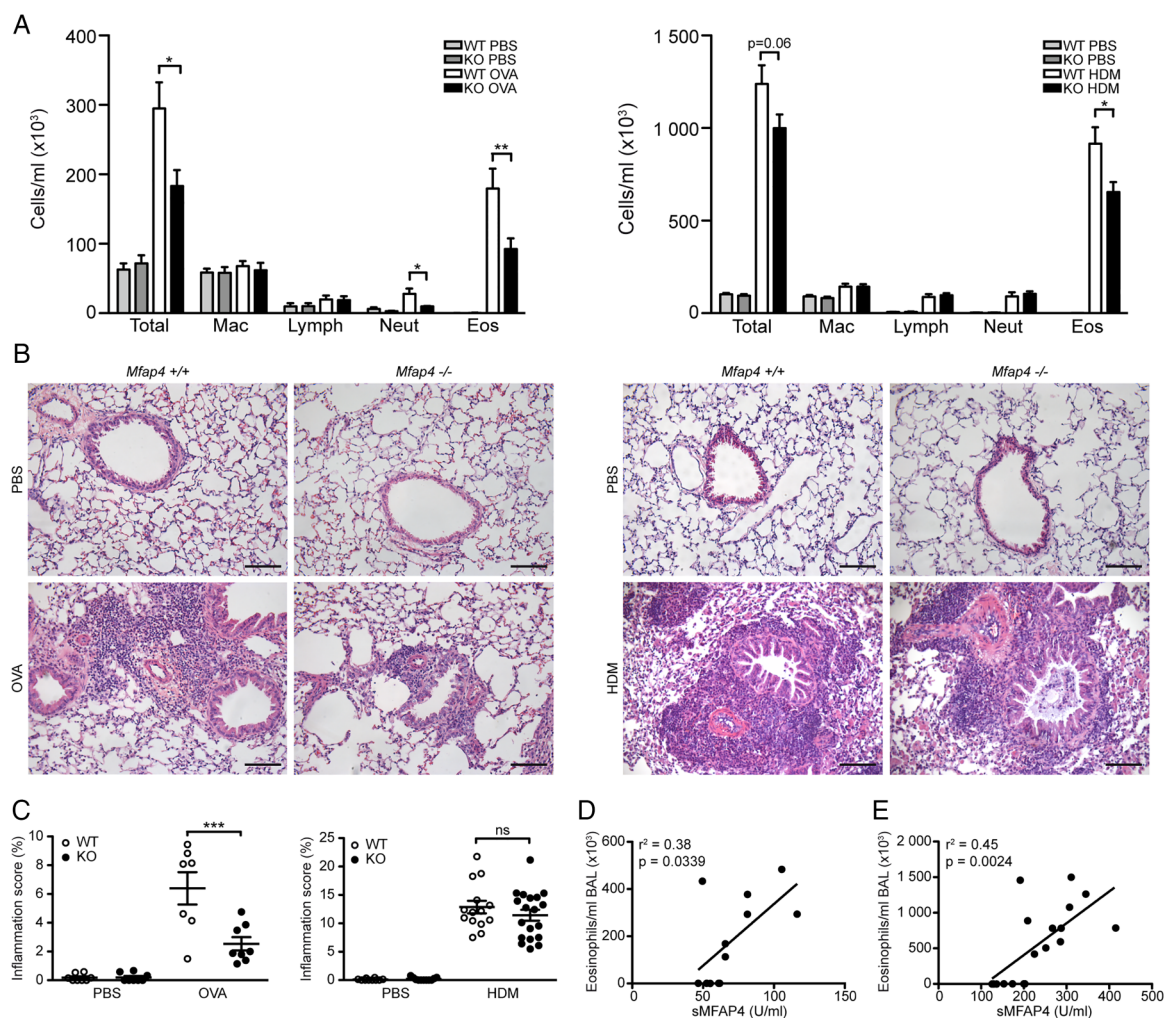 A
400
300
200
100
0
Cells/ml (x10³)
WT PBS
KO PBS
WT OVA
KO OVA
*
*
**
Total Mac Lymph Neut Eos
1 500
1 000
500
0
Cells/ml (x10³)
p=0.06
WT PBS
KO PBS
WT HDM
KO HDM
*
Total Mac Lymph Neut Eos
B
Mfap4 +/+ Mfap4 -/-
PBS
OVA
Mfap4 +/+ Mfap4 -/-
PBS
HDM
C
10
8
6
4
2
0
Inflammation score (%)
WT
KO
***
PBS OVA
25
20
15
10
5
0
Inflammation score (%)
WT
KO
ns
PBS HDM
D
r² = 0.38
p = 0.0339
600
400
200
0
Eosinophils/ml BAL (x10³)
0 50 100 150
sMFAP4 (U/ml)
E
r² = 0.45
p = 0.0024
2 000
1 500
1 000
500
0
Eosinophils/ml BAL (x10³)
0 100 200 300 400 500
sMFAP4 (U/ml)